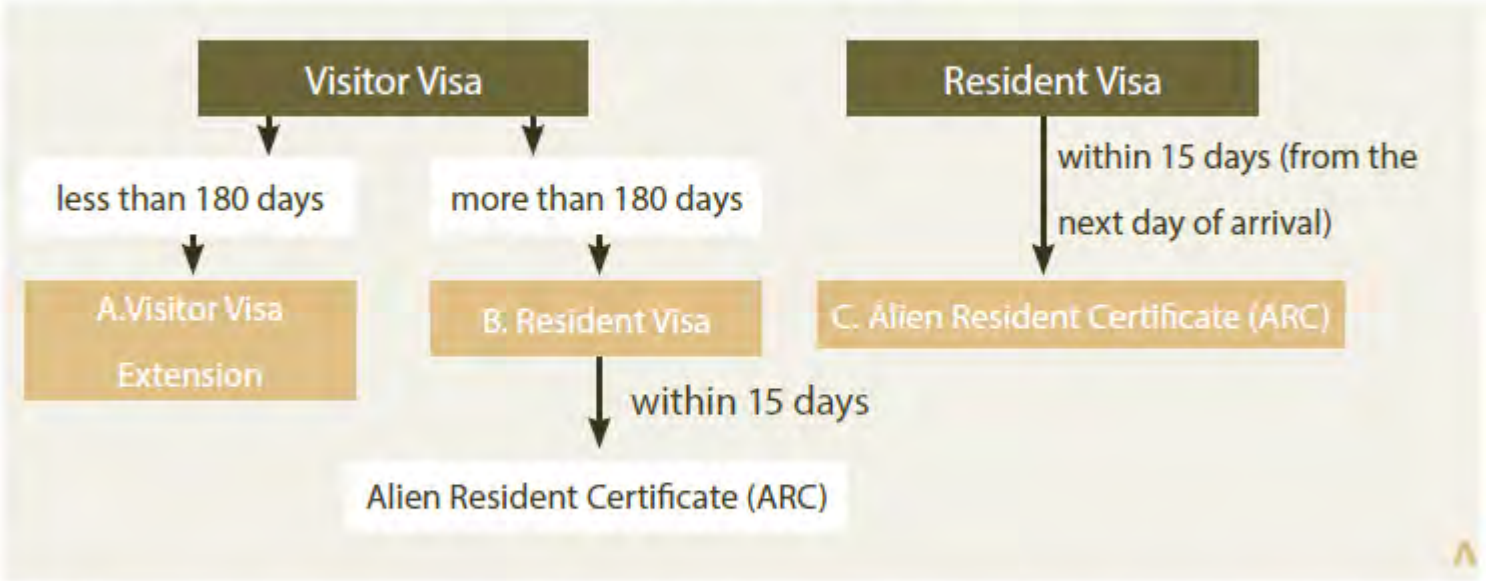 Visitor Visa
Resident Visa
less than 180 days
more than 180 days
within 15 days (from the
next day of arrival)
A.Visitor Visa
Extension
B. Resident Visa
C. Alien Resident Certificate (ARC)
within 15 days
Alien Resident Certificate (ARC)